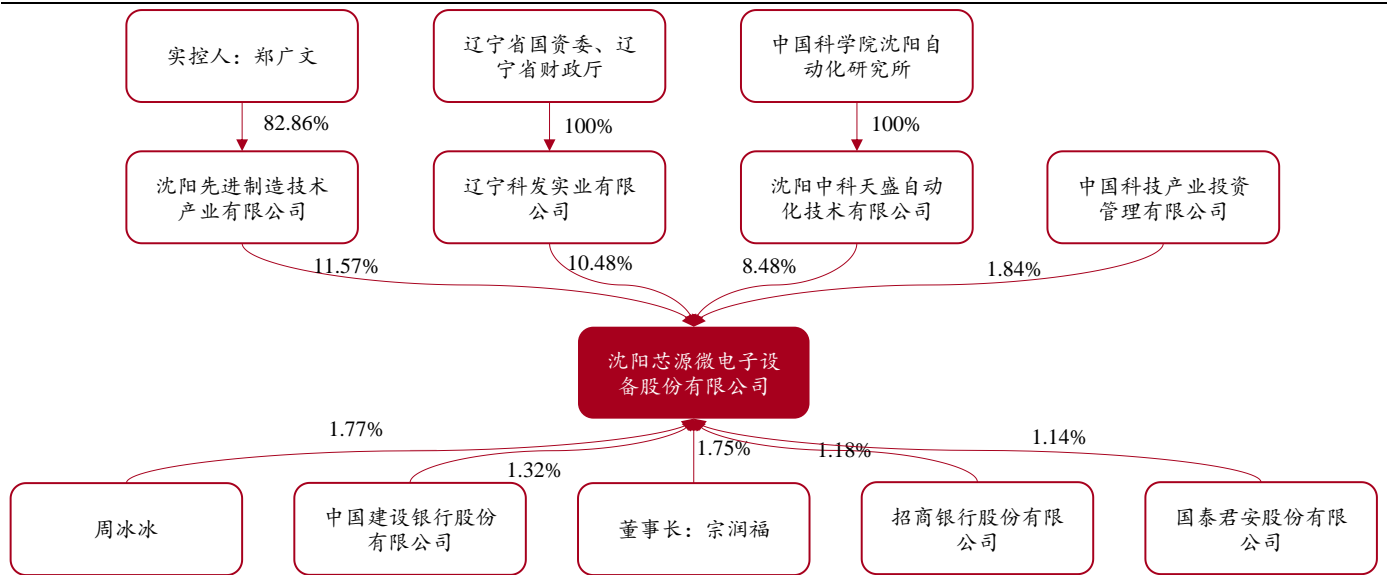 实控人：郑广文
辽宁省国资委、辽
宁省财政厅
中国科学院沈阳自
动化研究所
82.86%
100%
100%
沈阳先进制造技术
产业有限公司
辽宁科发实业有限
公司
沈阳中科天盛自动
化技术有限公司
中国科技产业投资
管理有限公司
11.57%
10.48%
8.48%
1.84%
沈阳芯源微电子设
备股份有限公司
1.77%
1.32%
1.75%
1.18%
1.14%
周冰冰
中国建设银行股份
有限公司
董事长：宗润福
招商银行股份有限
公司
国泰君安股份有限
公司